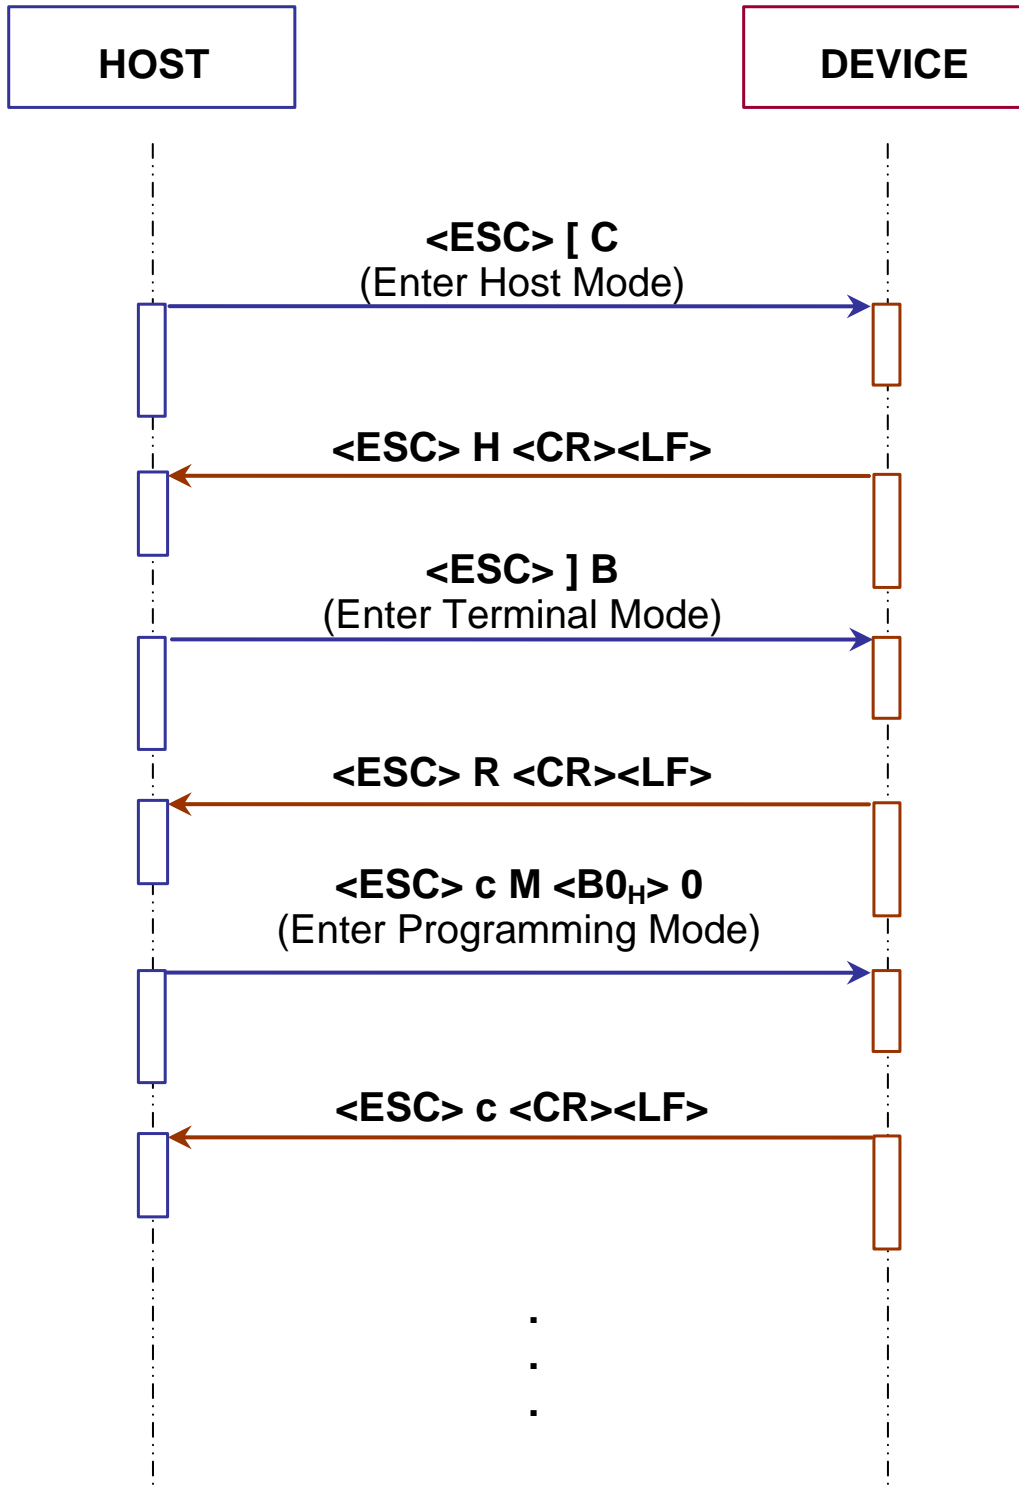 HOST
DEVICE
<ESC> [ C
(Enter Host Mode)
<ESC> H <CR><LF>
<ESC> ] B
(Enter Terminal Mode)
<ESC> R <CR><LF>
<ESC> c M <B0H> 0
(Enter Programming Mode)
<ESC> c <CR><LF>
.
.
.